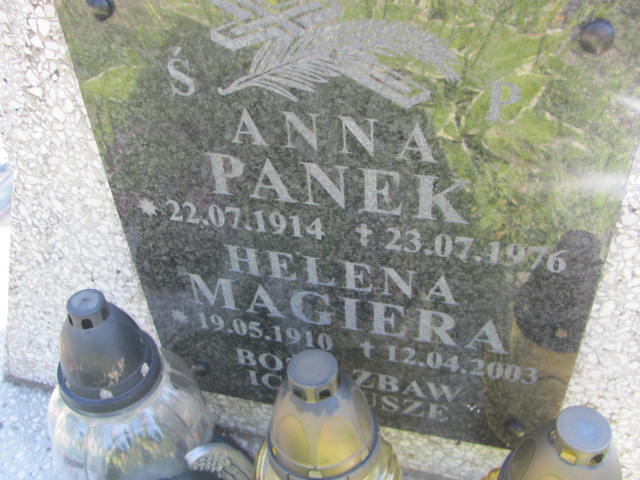 Ś P
ANNA
PANEK
* 22.07.1914 † 23.07.1976
HELENA
MAGIERA
* 19.05.1910 † 12.04.2003
ZBAW